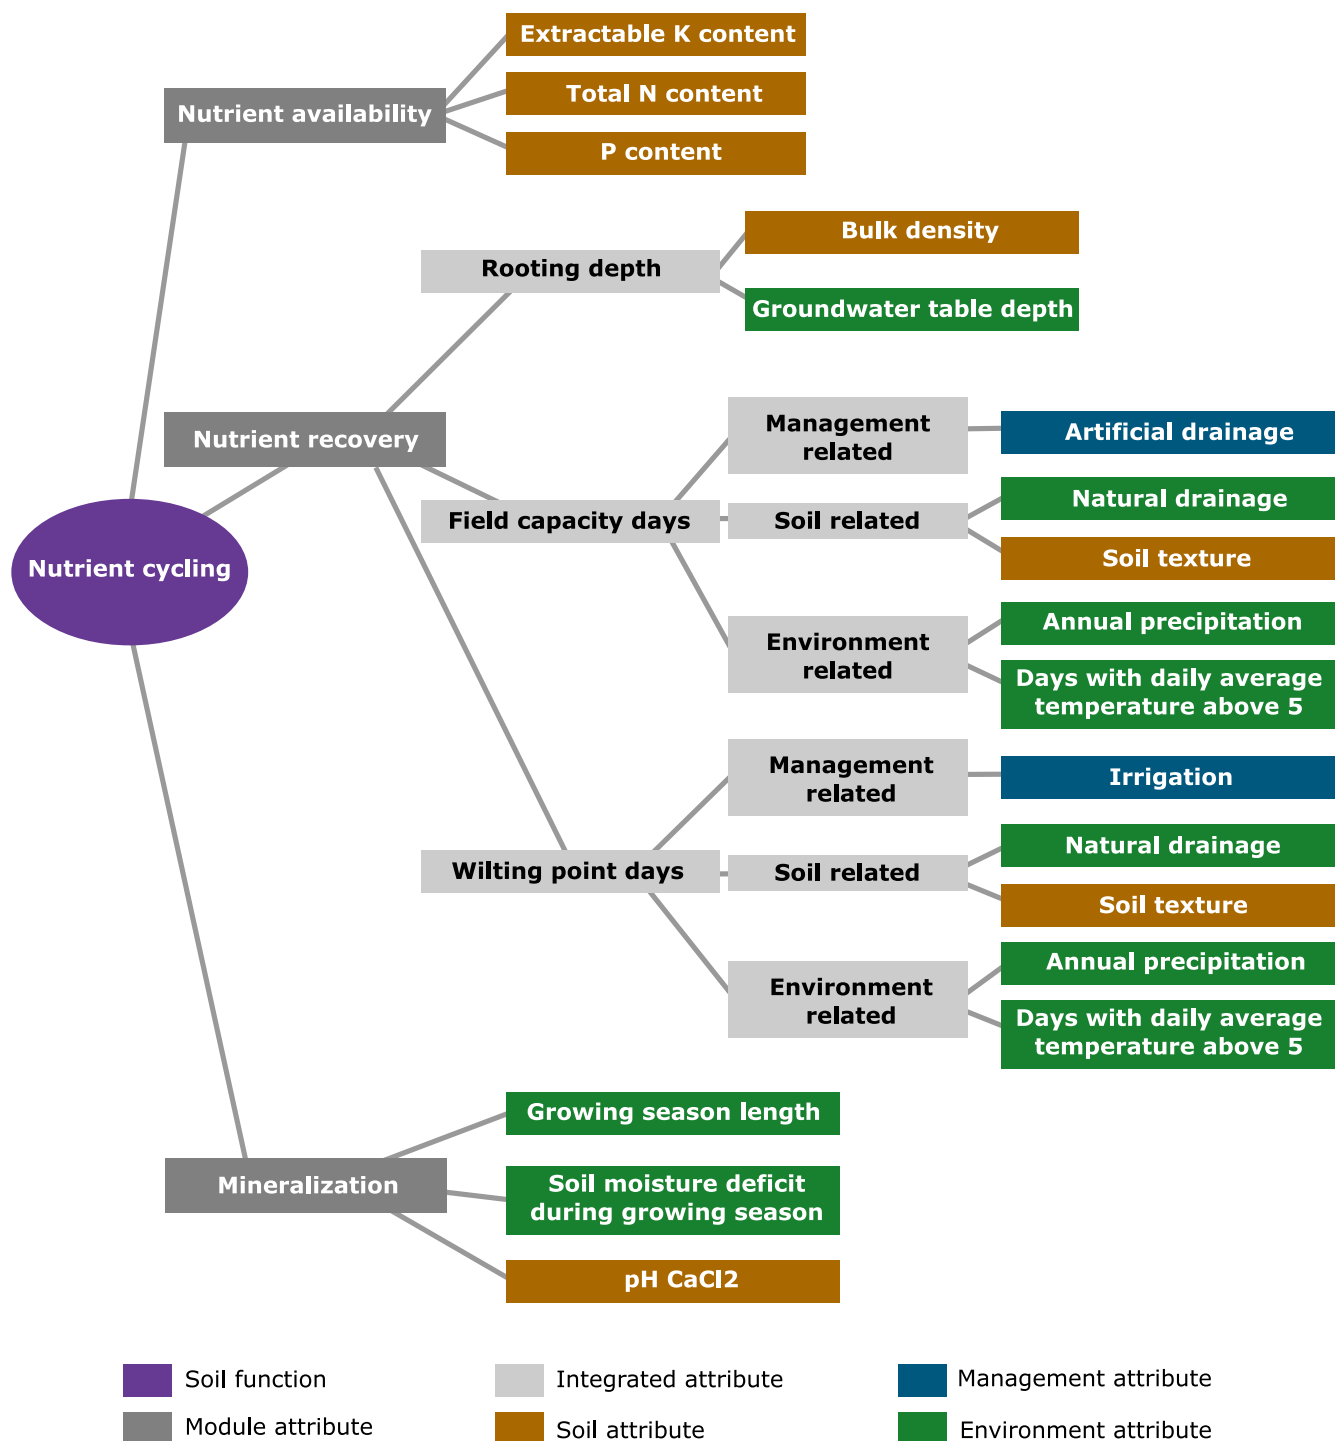 Extractable K content
Total N content
Nutrient availability
P content
Bulk density
Rooting depth
Groundwater table depth
Management
related
Artificial drainage
Nutrient recovery
Natural drainage
Field capacity days
Soil related
Soil texture
Nutrient cycling
Annual precipitation
Environment
related
Days with daily average
temperature above 5
Management
related
Irrigation
Natural drainage
Wilting point days
Soil related
Soil texture
Annual precipitation
Environment
related
Days with daily average
temperature above 5
Growing season length
Mineralization
Soil moisture deficit
during growing season
pH CaCl2
Soil function
Integrated attribute
Management attribute
Module attribute
Soil attribute
Environment attribute